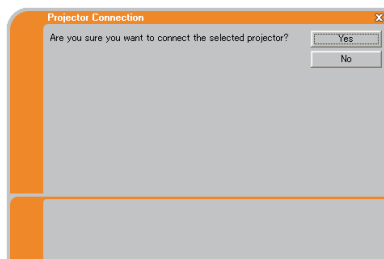 Projector Connection
Are you sure you want to connect the selected projector?
Yes
No